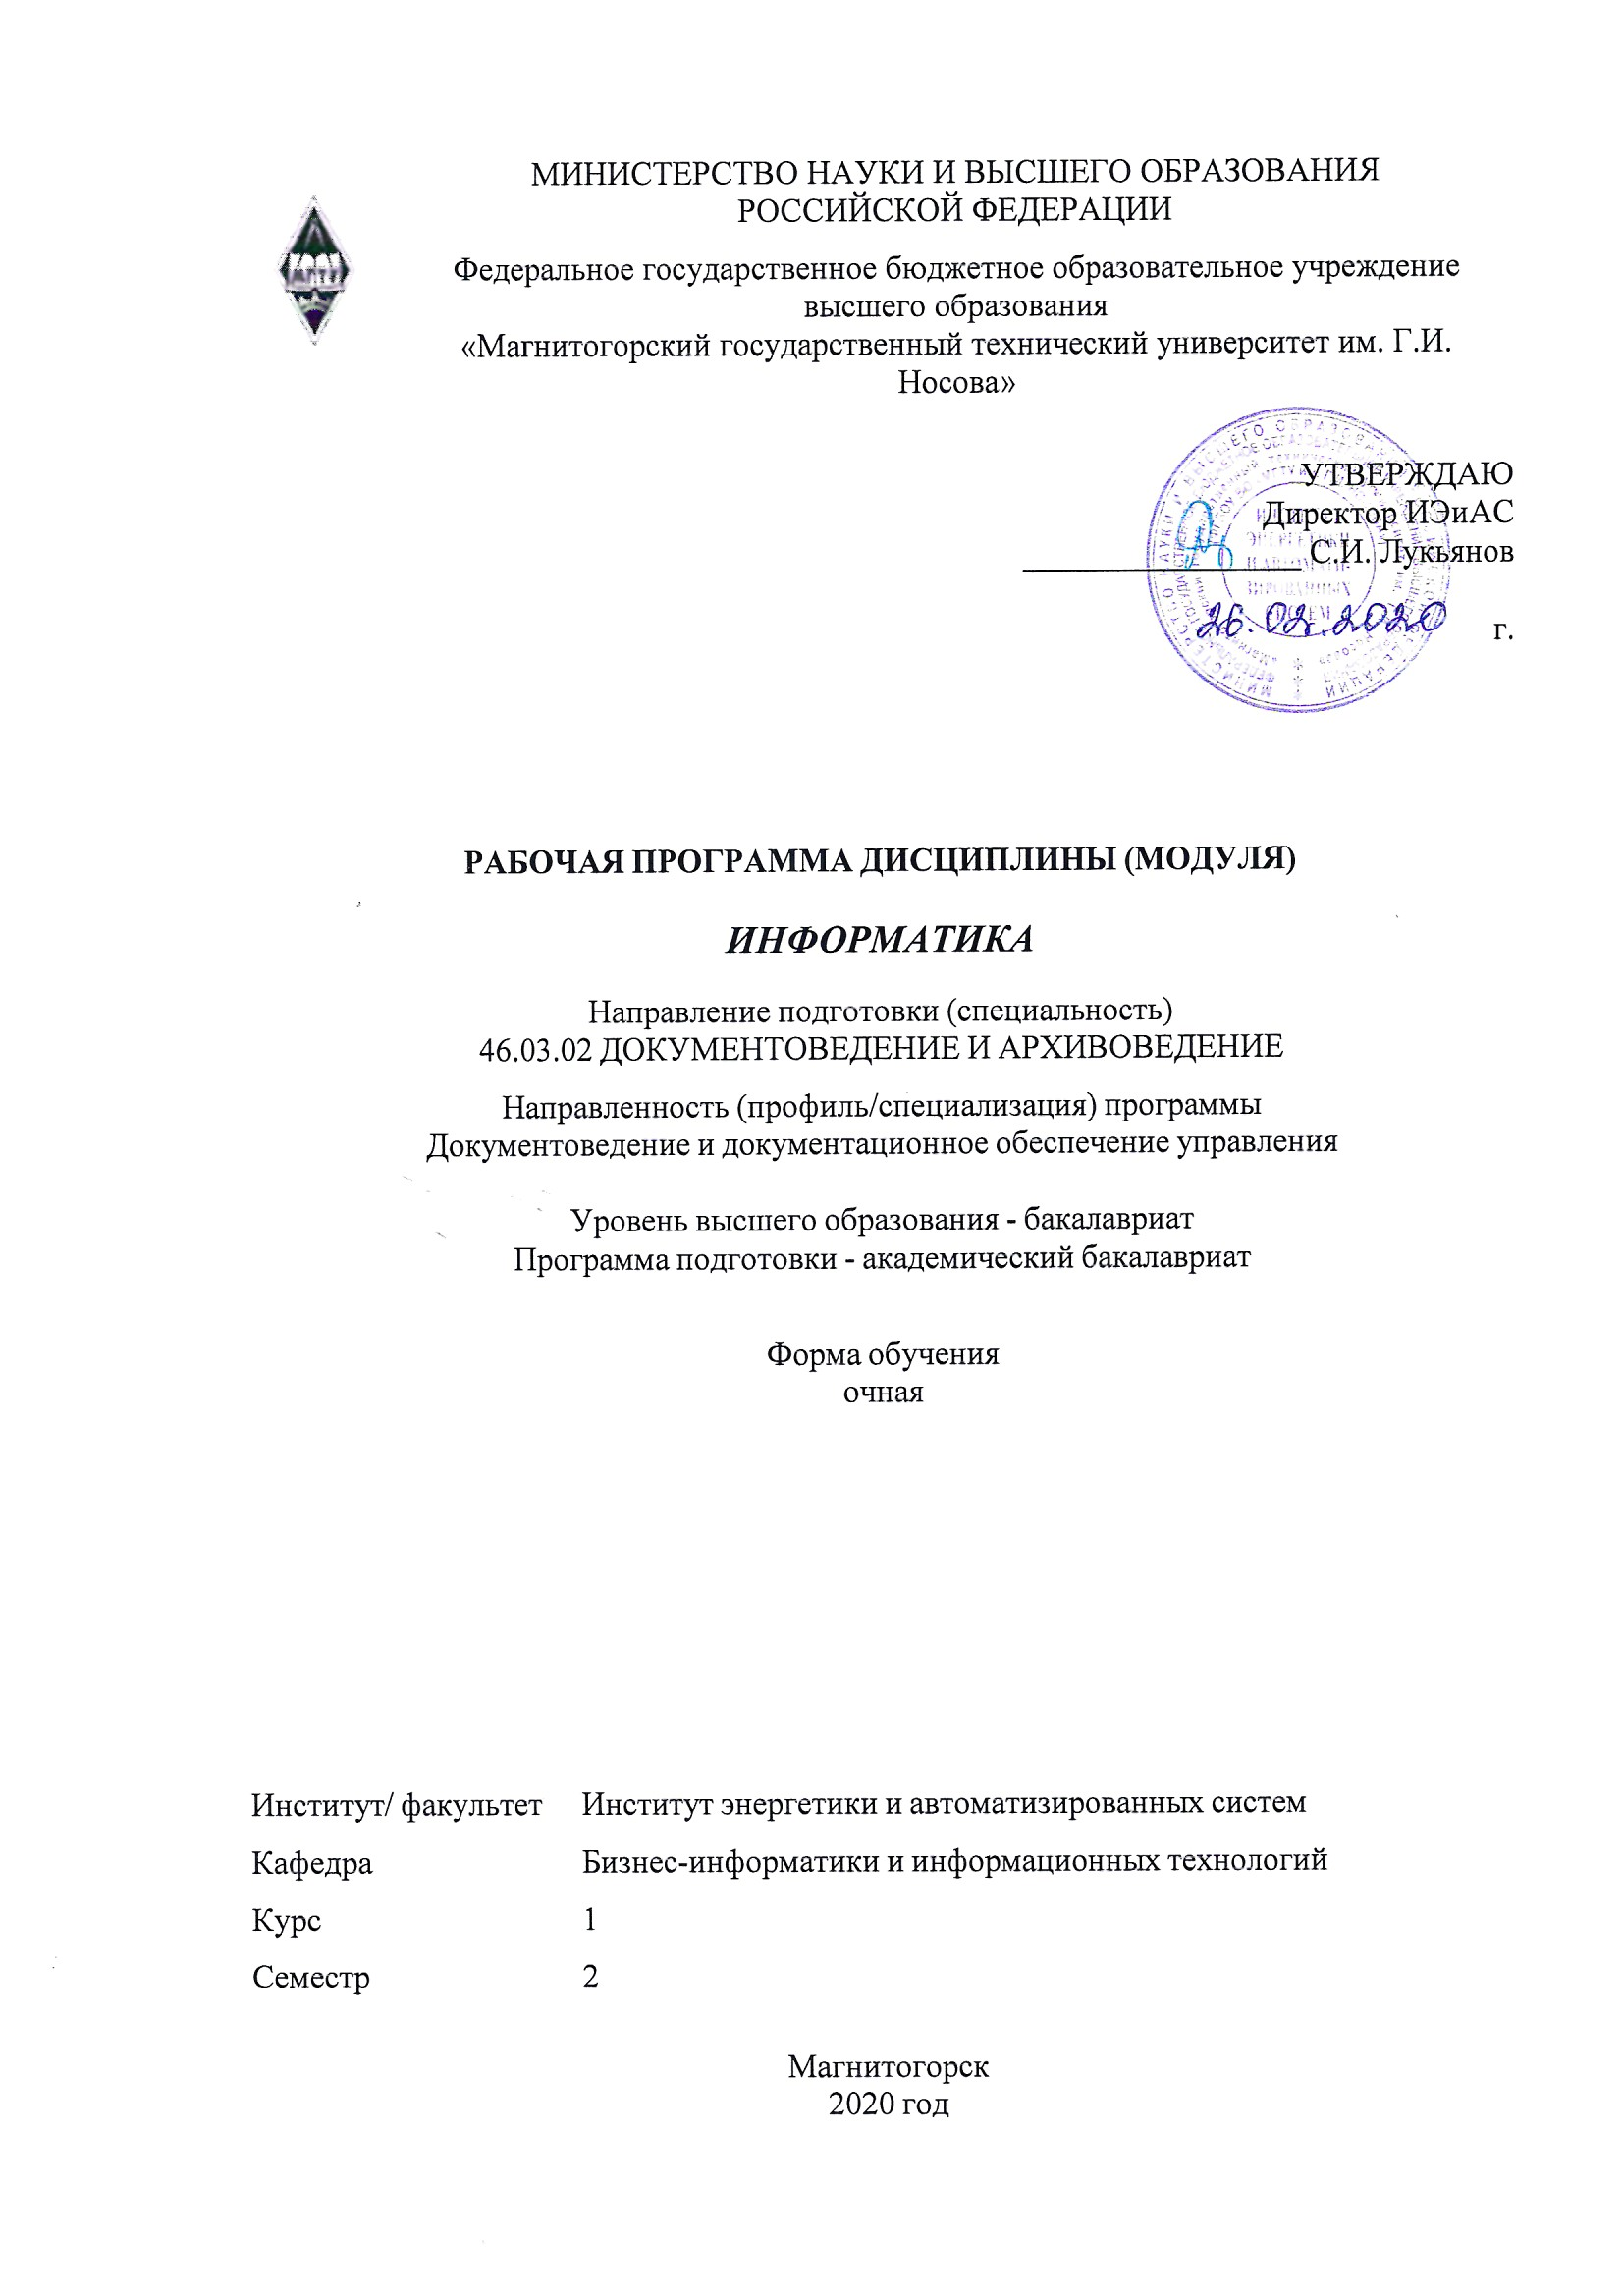 МИНИСТЕРСТВО НАУКИ И ВЫСШЕГО ОБРАЗОВАНИЯ
РОССИЙСКОЙ ФЕДЕРАЦИИ
Федеральное государственное бюджетное образовательное учреждение
высшего образования
«Магнитогорский государственный технический университет им. Г.И.
Носова»
УТВЕРЖДАЮ
Директор ИЭиАС
С.И. Лукьянов
26.02.2020 г.
РАБОЧАЯ ПРОГРАММА ДИСЦИПЛИНЫ (МОДУЛЯ)
ИНФОРМАТИКА
Направление подготовки (специальность)
46.03.02 ДОКУМЕНТОВЕДЕНИЕ И АРХИВОВЕДЕНИЕ
Направленность (профиль/специализация) программы
Документоведение и документационное обеспечение управления
Уровень высшего образования - бакалавриат
Программа подготовки - академический бакалавриат
Форма обучения
очная
Институт/ факультет Институт энергетики и автоматизированных систем
Кафедра Бизнес-информатики и информационных технологий
Курс 1
Семестр 2
Магнитогорск
2020 год